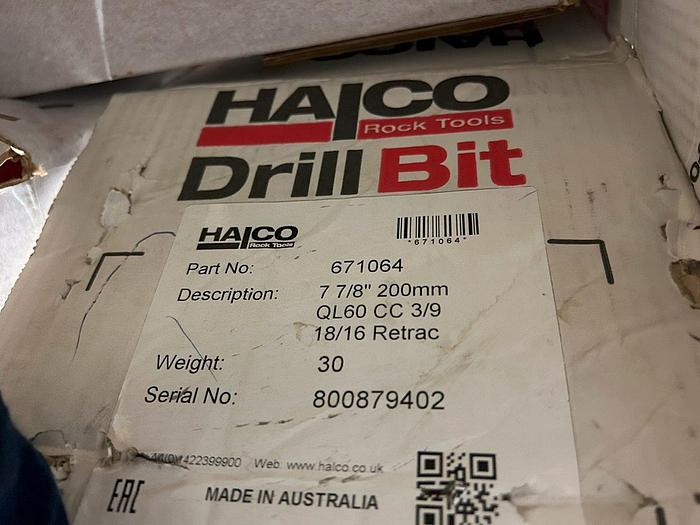 HALCO
Rock Tools
Drill Bit
HALCO
Rock Tools
*671064*
Part No: 671064
Description: 7 7/8" 200mm
QL60 CC 3/9
18/16 Retrac
Weight: 30
Serial No: 800879402
422399900 Web: www.halco.co.uk
EAC MADE IN AUSTRALIA